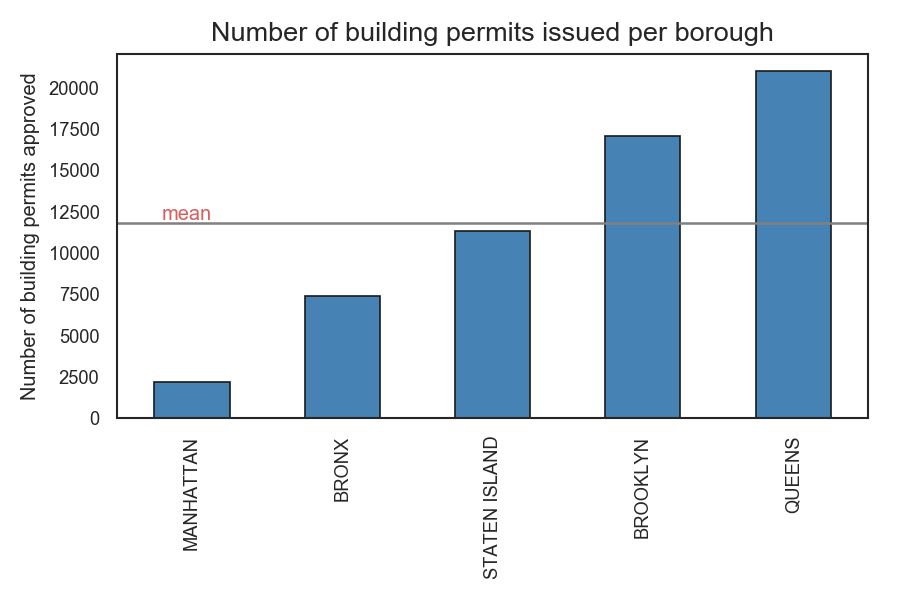 Number of building permits issued per borough
Number of building permits approved
20000
17500
15000
12500
10000
7500
5000
2500
0
mean
MANHATTAN
BRONX
STATEN ISLAND
BROOKLYN
QUEENS